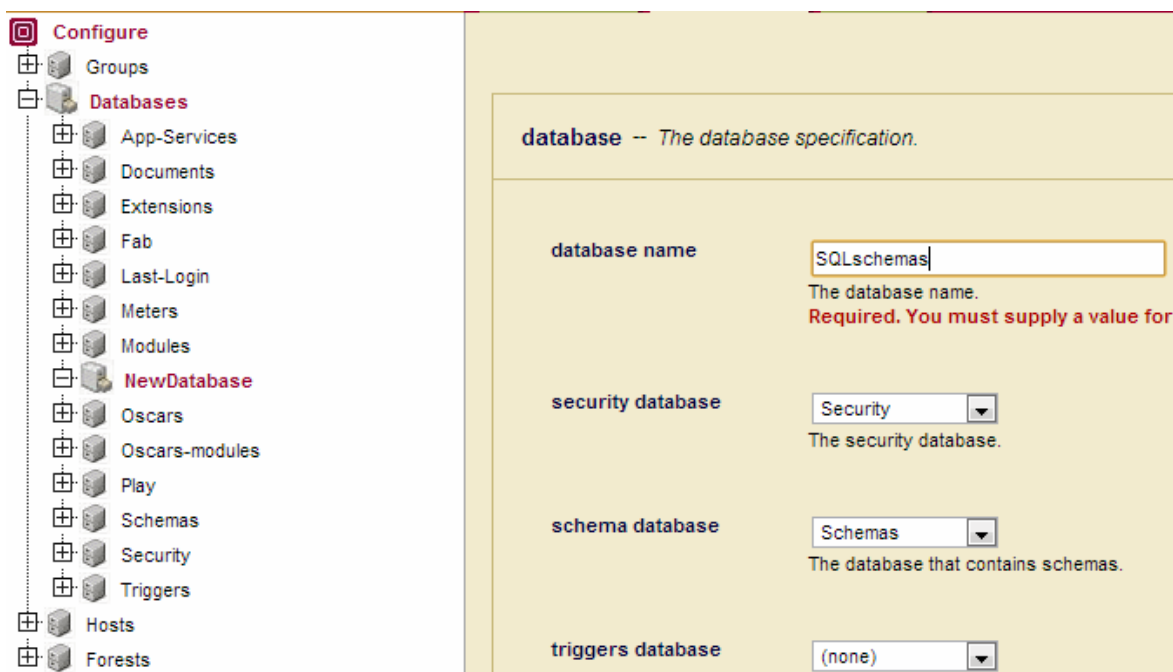 Configure
Groups
Databases
App-Services
Documents
Extensions
Fab
Last-Login
Meters
Modules
NewDatabase
Oscars
Oscars-modules
Play
Schemas
Security
Triggers
Hosts
Forests
database -- The database specification.
database name
SQLschemas
The database name.
Required. You must supply a value for
security database
Security
The security database.
schema database
Schemas
The database that contains schemas.
triggers database
(none)